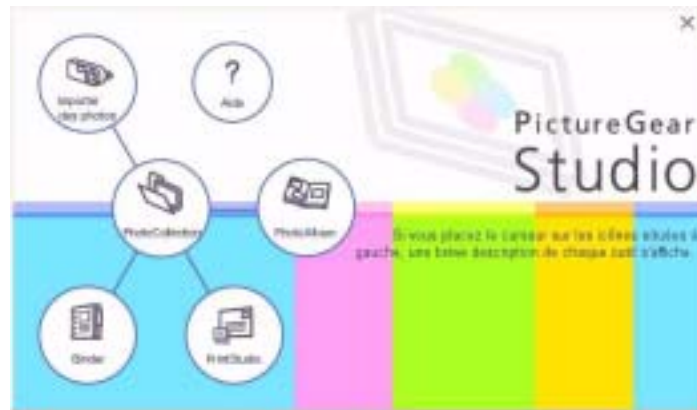 Importer
des photos
?
Aide
PictureGear
Studio
PhotoCollection
PhotoAlbum
Si vous placez le curseur sur les icônes situées à
gauche, une brève description de chaque outil s'affiche.
Binder
PrintStudio